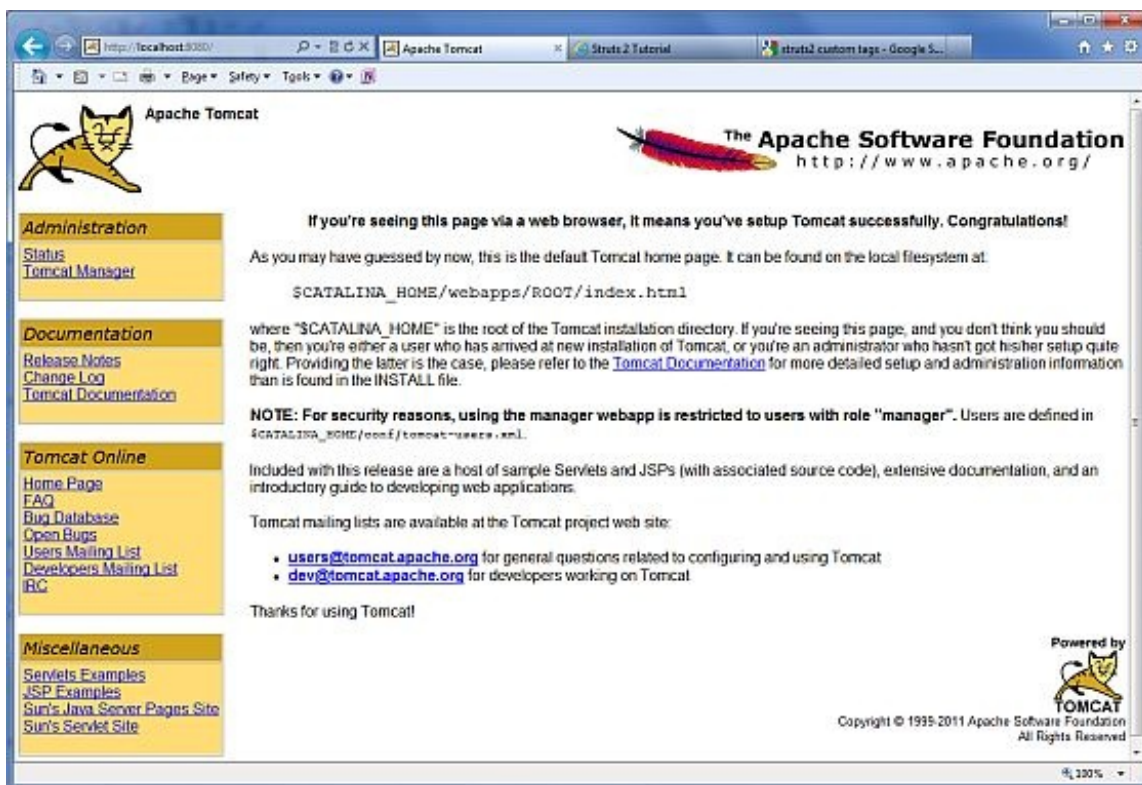 http://localhost:8080/
Apache Tomcat
Struts 2 Tutorial
struts2 custom tags - Google S...
Page
Safety
Tools
Apache Tomcat
The Apache Software Foundation
http://www.apache.org/
Administration
Status
Tomcat Manager
Documentation
Release Notes
Change Log
Tomcat Documentation
Tomcat Online
Home Page
FAQ
Bug Database
Open Bugs
Users Mailing List
Developers Mailing List
IRC
Miscellaneous
Servlets Examples
JSP Examples
Sun's Java Server Pages Site
Sun's Servlet Site
If you're seeing this page via a web browser, it means you've setup Tomcat successfully. Congratulations!
As you may have guessed by now, this is the default Tomcat home page. It can be found on the local filesystem at:
$CATALINA_HOME/webapps/ROOT/index.html
where "$CATALINA_HOME" is the root of the Tomcat installation directory. If you're seeing this page, and you don't think you should
be, then you're either a user who has arrived at new installation of Tomcat, or you're an administrator who hasn't got his/her setup quite
right. Providing the latter is the case, please refer to the Tomcat Documentation for more detailed setup and administration information
than is found in the INSTALL file.
NOTE: For security reasons, using the manager webapp is restricted to users with role "manager". Users are defined in
$CATALINA_HOME/conf/tomcat-users.xml.
Included with this release are a host of sample Servlets and JSPs (with associated source code), extensive documentation, and an
introductory guide to developing web applications.
Tomcat mailing lists are available at the Tomcat project web site:
users@tomcat.apache.org for general questions related to configuring and using Tomcat
dev@tomcat.apache.org for developers working on Tomcat
Thanks for using Tomcat!
Powered by
TOMCAT
Copyright © 1999-2011 Apache Software Foundation
All Rights Reserved
100%